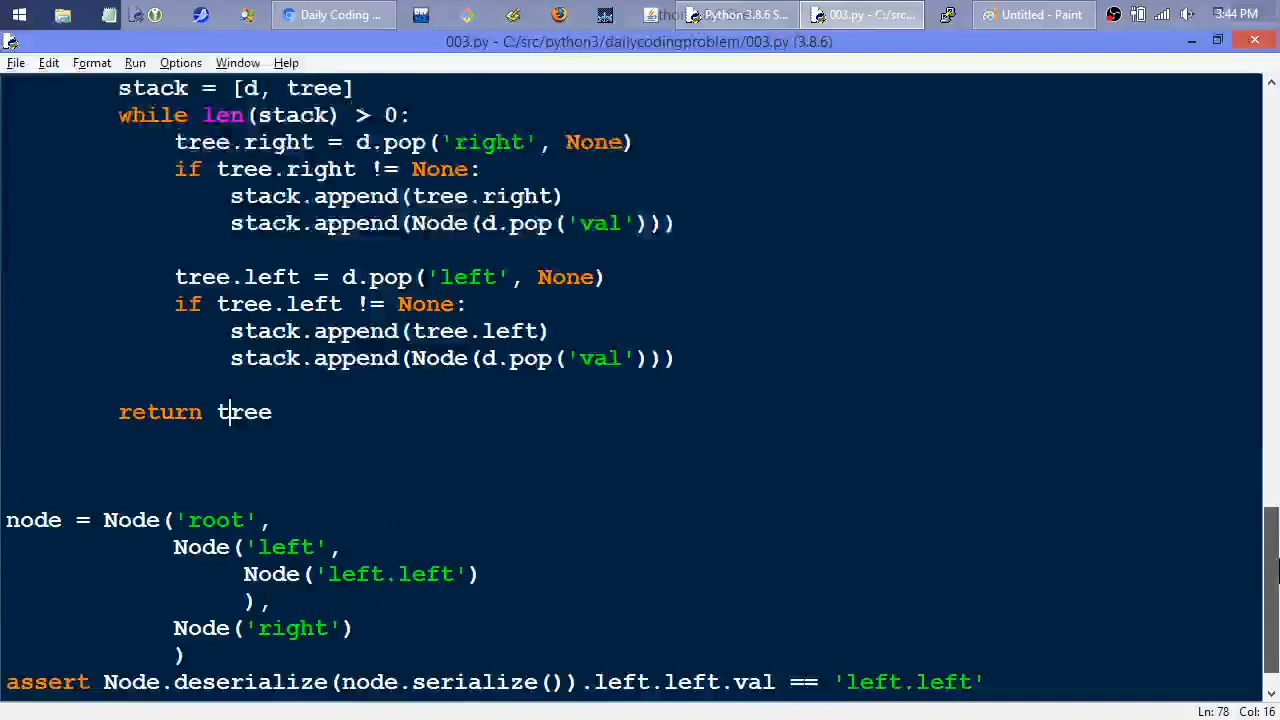 Daily Coding ...
Python 3.8.6 S...
003.py - C:/src...
Untitled - Paint
3:44 PM
003.py - C:/src/python3/dailycodingproblem/003.py (3.8.6)
File Edit Format Run Options Window Help
stack = [d, tree]
while len(stack) > 0:
tree.right = d.pop('right', None)
if tree.right != None:
stack.append(tree.right)
stack.append(Node(d.pop('val')))
tree.left = d.pop('left', None)
if tree.left != None:
stack.append(tree.left)
stack.append(Node(d.pop('val')))
return tree
node = Node('root',
Node('left',
Node('left.left')
),
Node('right')
)
assert Node.deserialize(node.serialize()).left.left.val == 'left.left'
Ln: 78 Col: 16